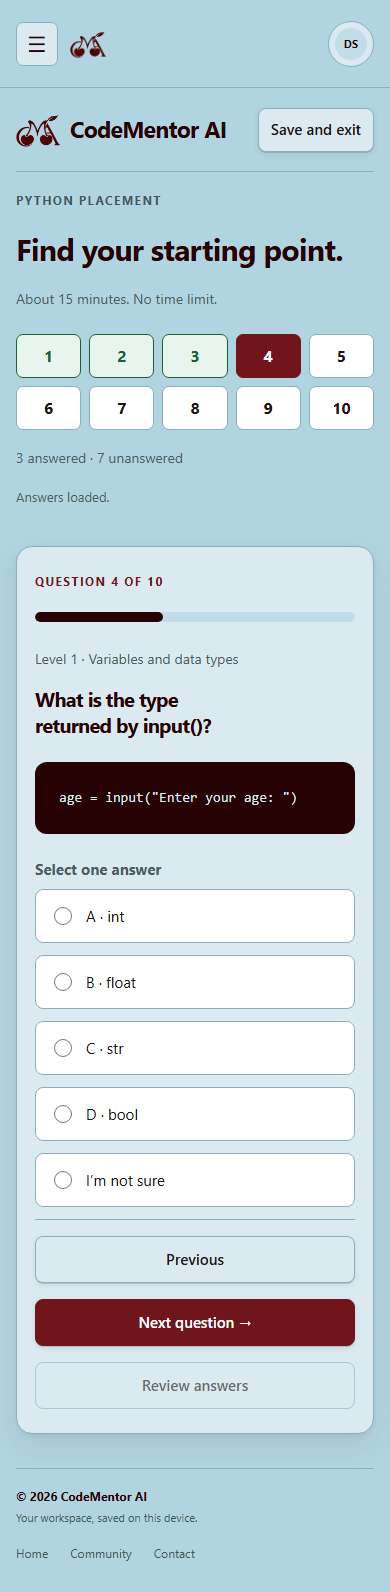 ☰
DS
CodeMentor AI
Save and exit
PYTHON PLACEMENT
Find your starting point.
About 15 minutes. No time limit.
1 2 3 4 5
6 7 8 9 10
3 answered · 7 unanswered
Answers loaded.
QUESTION 4 OF 10
Level 1 · Variables and data types
What is the type
returned by input()?
age = input("Enter your age: ")
Select one answer
A · int
B · float
C · str
D · bool
I'm not sure
Previous
Next question →
Review answers
© 2026 CodeMentor AI
Your workspace, saved on this device.
Home Community Contact